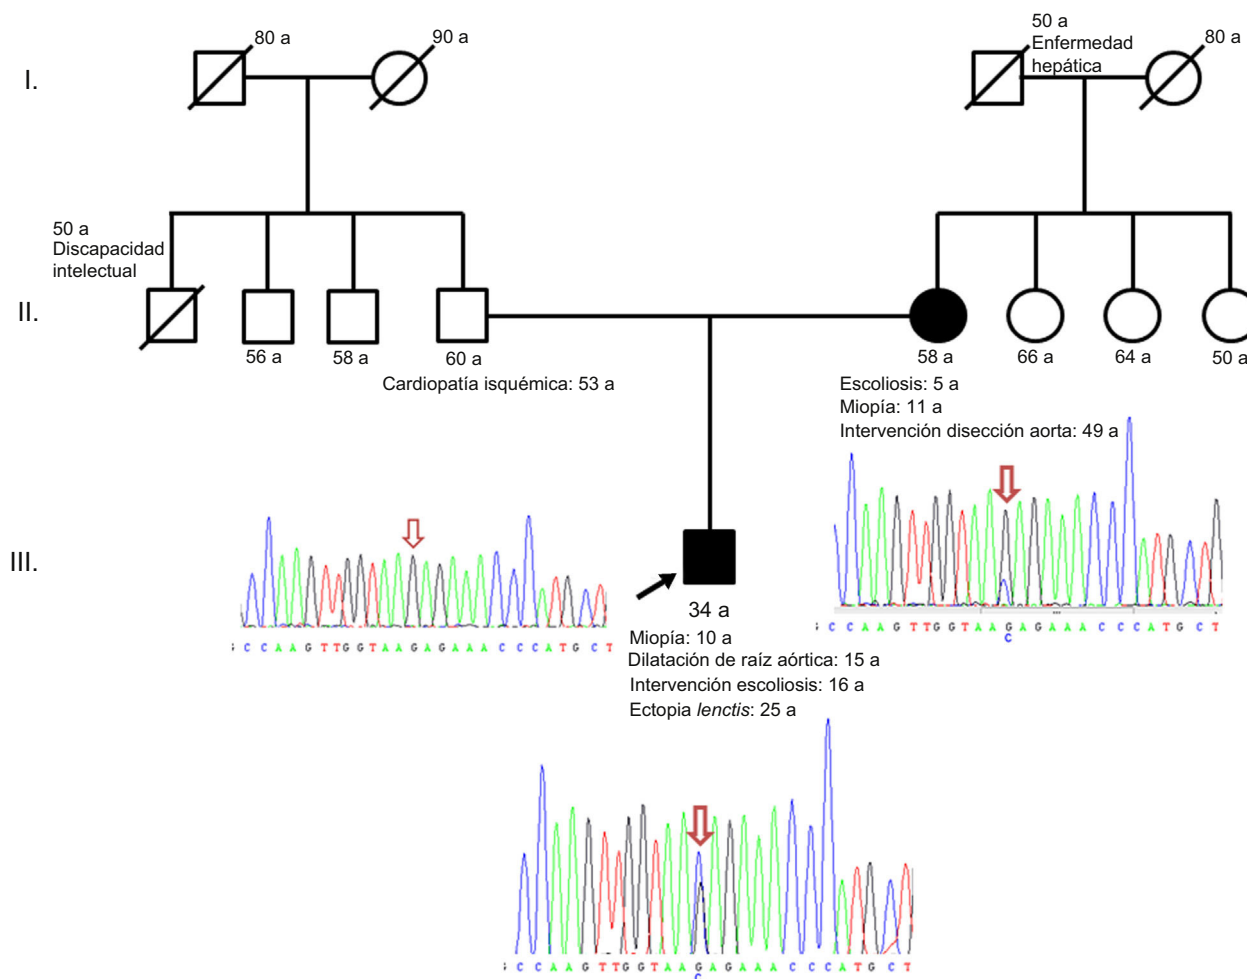 80 a
90 a
50 a
Enfermedad
hepática
80 a
I.
50 a
Discapacidad
intelectual
II.
56 a
58 a
60 a
58 a
66 a
64 a
50 a
Cardiopatía isquémica: 53 a
Escoliosis: 5 a
Miopía: 11 a
Intervención disección aorta: 49 a
III.
34 a
Miopía: 10 a
Dilatación de raíz aórtica: 15 a
Intervención escoliosis: 16 a
Ectopia lenctis: 25 a
C C A A G T T G G T A A G A G A A A C C C A T G C T
C C A A G T T G G T A A G A G A A A C C C A T G C T
C
C C A A G T T G G T A A G A G A A A C C C A T G C T
C